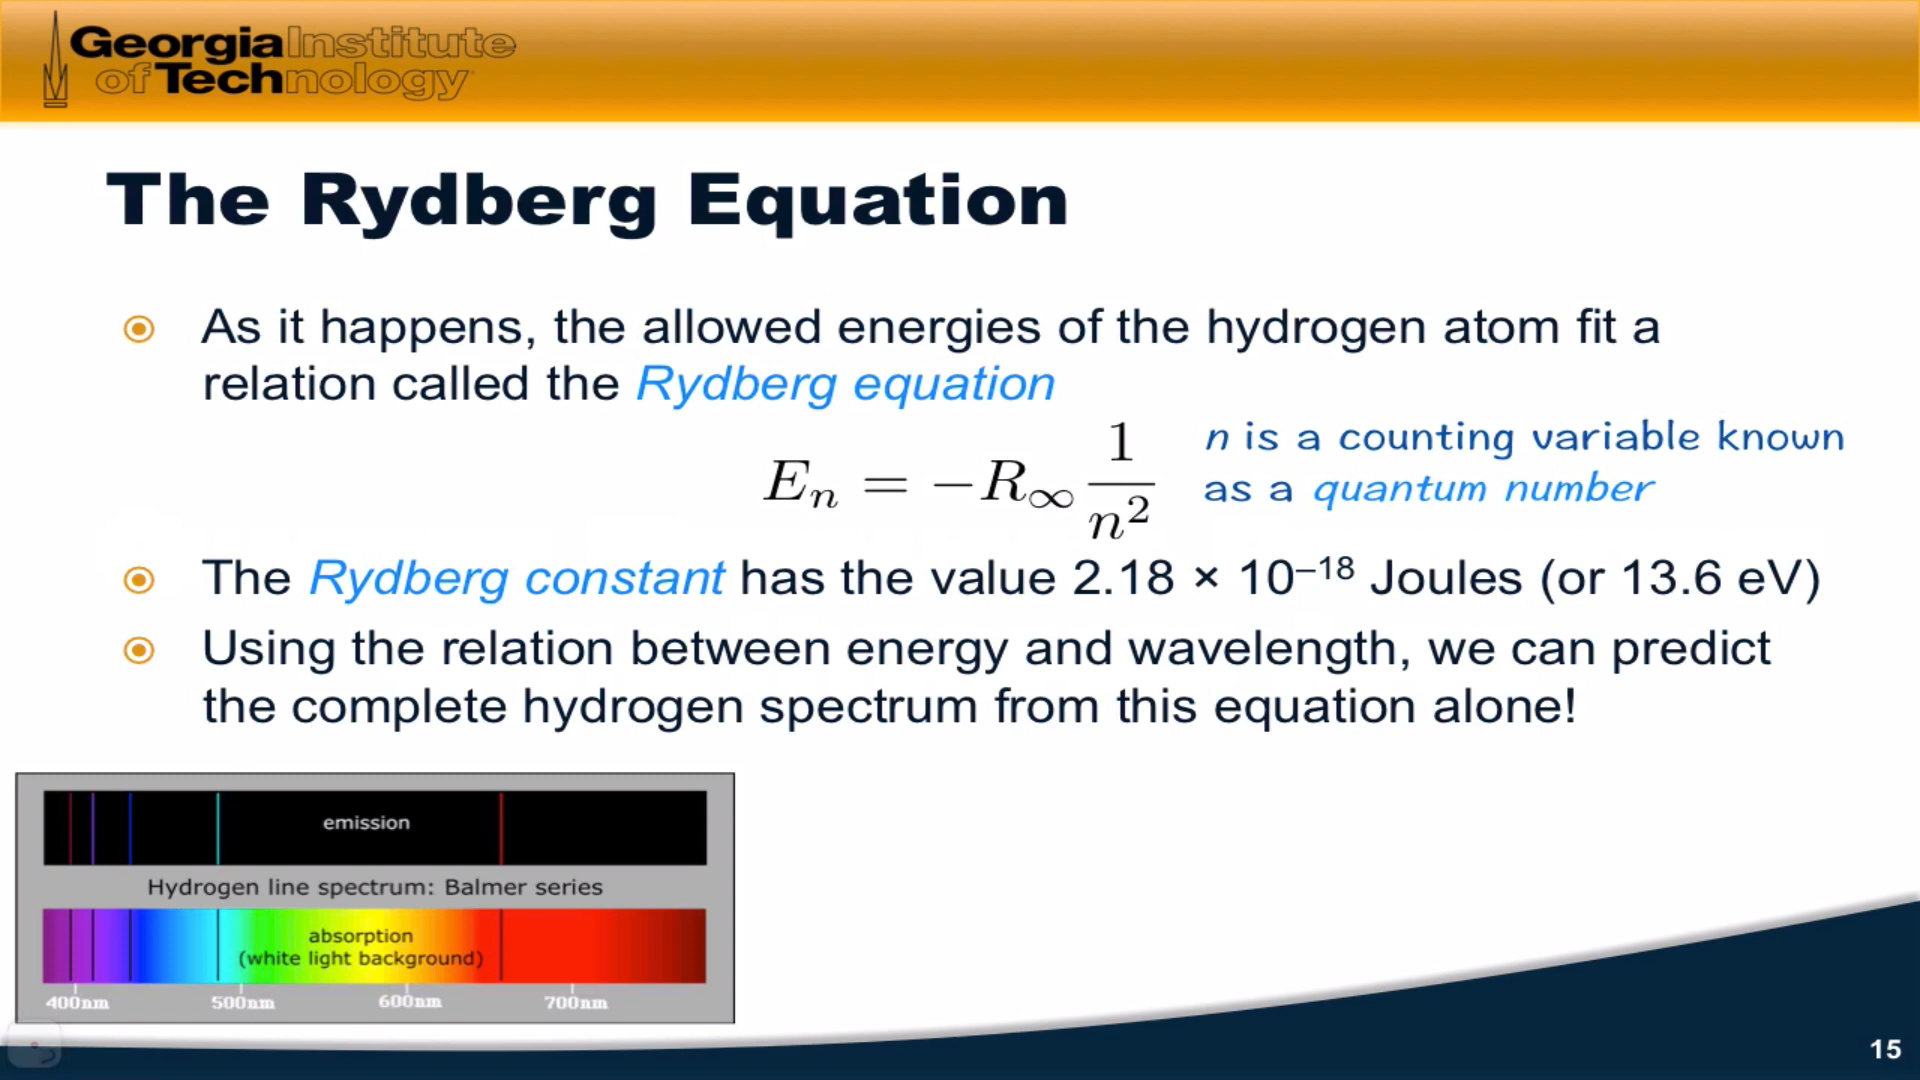 Georgia Institute
of Technology
The Rydberg Equation
As it happens, the allowed energies of the hydrogen atom fit a
relation called the Rydberg equation
n is a counting variable known
as a quantum number
Eₙ = −R∞ 1/n²
The Rydberg constant has the value 2.18 × 10⁻¹⁸ Joules (or 13.6 eV)
Using the relation between energy and wavelength, we can predict
the complete hydrogen spectrum from this equation alone!
emission
Hydrogen line spectrum: Balmer series
absorption
(white light background)
400nm 500nm 600nm 700nm
15